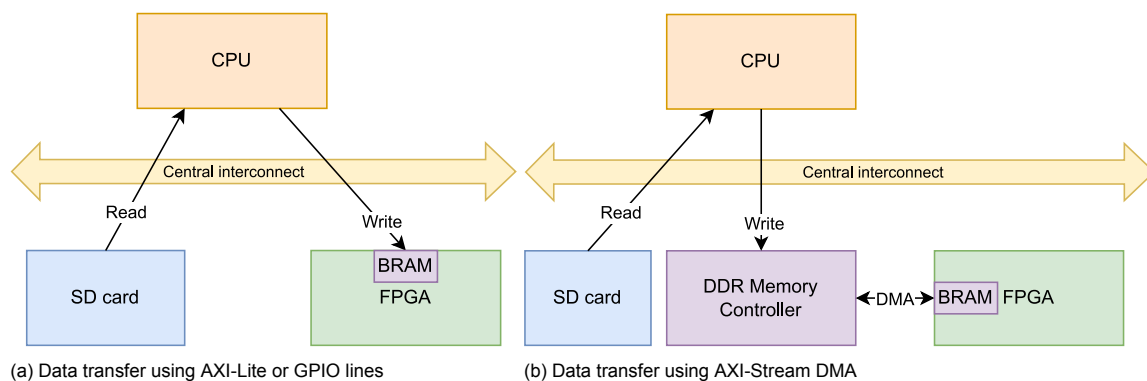 CPU
Central interconnect
Read
Write
SD card
BRAM
FPGA
(a) Data transfer using AXI-Lite or GPIO lines
CPU
Central interconnect
Read
Write
SD card
DDR Memory
Controller
DMA
BRAM
FPGA
(b) Data transfer using AXI-Stream DMA